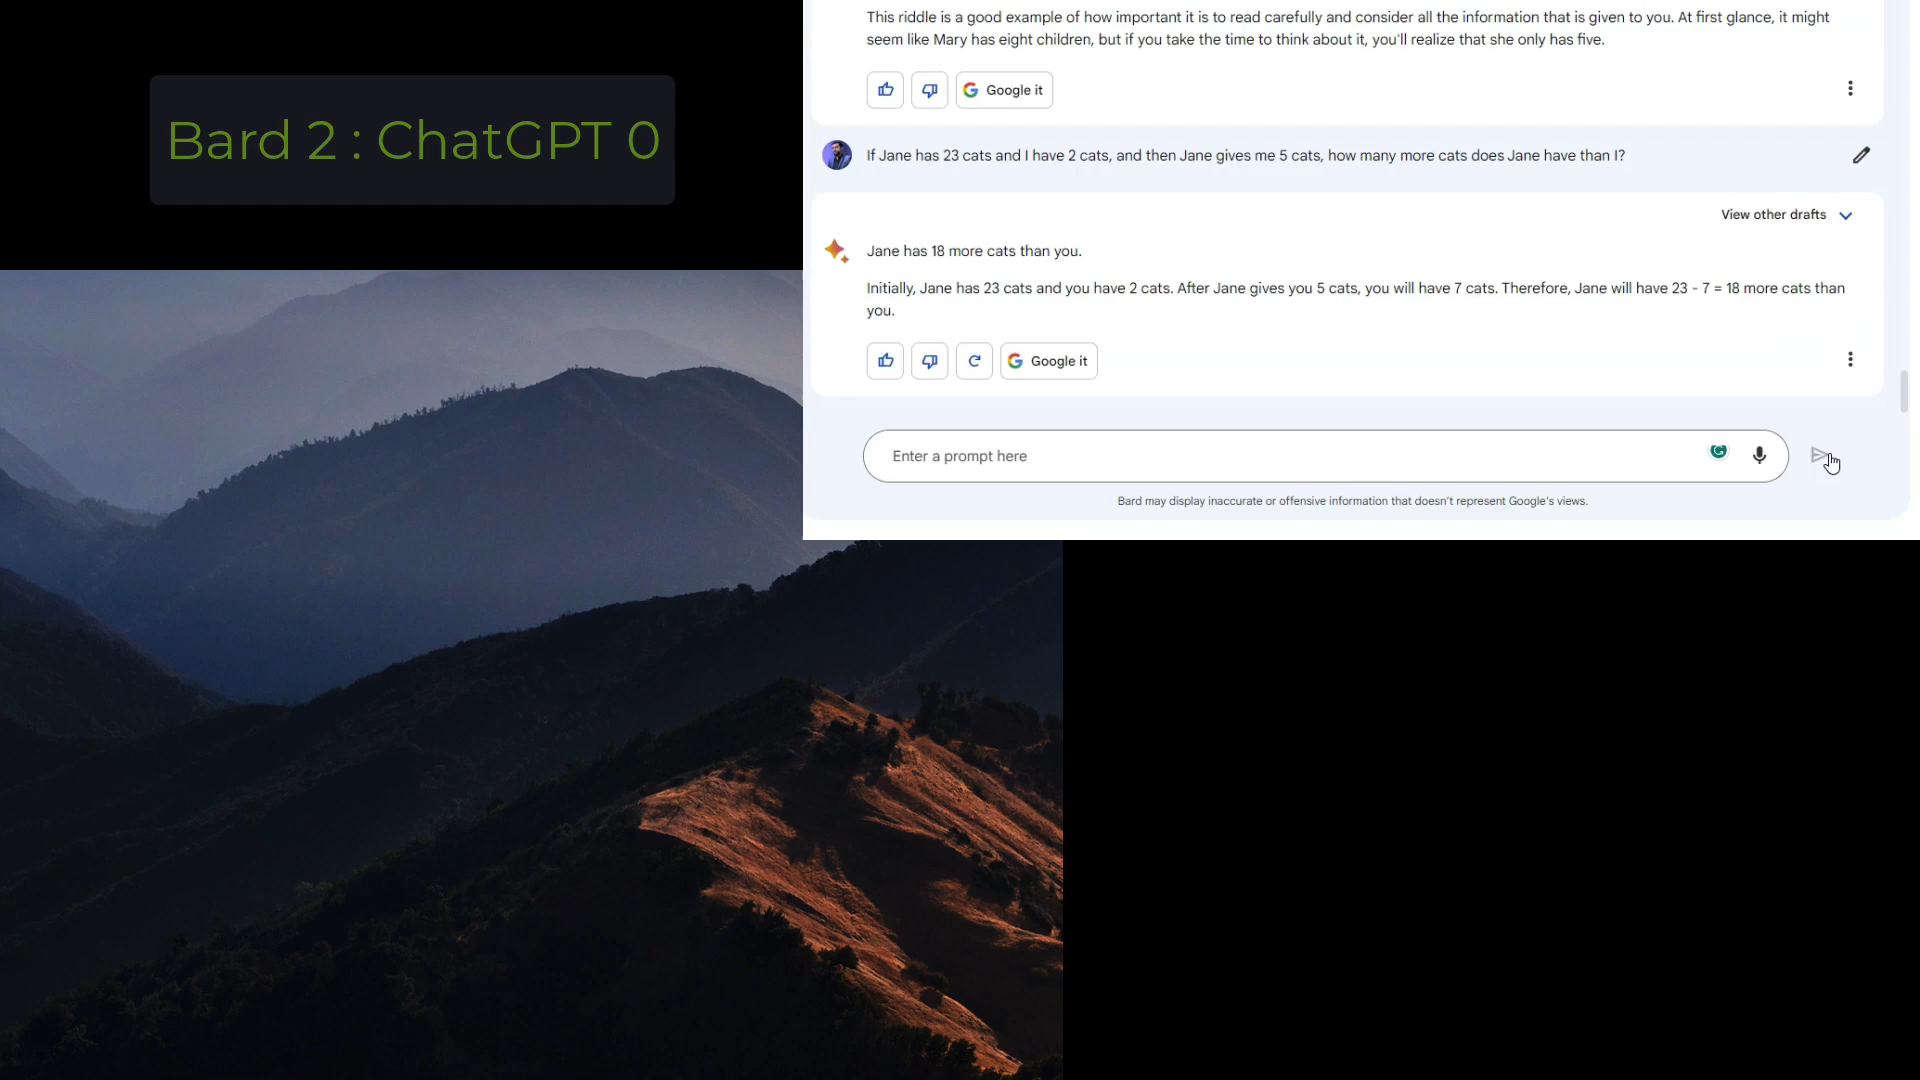 This riddle is a good example of how important it is to read carefully and consider all the information that is given to you. At first glance, it might
seem like Mary has eight children, but if you take the time to think about it, you'll realize that she only has five.
Google it
Bard 2 : ChatGPT 0
If Jane has 23 cats and I have 2 cats, and then Jane gives me 5 cats, how many more cats does Jane have than I?
View other drafts
Jane has 18 more cats than you.
Initially, Jane has 23 cats and you have 2 cats. After Jane gives you 5 cats, you will have 7 cats. Therefore, Jane will have 23 - 7 = 18 more cats than
you.
Google it
Enter a prompt here
Bard may display inaccurate or offensive information that doesn't represent Google's views.